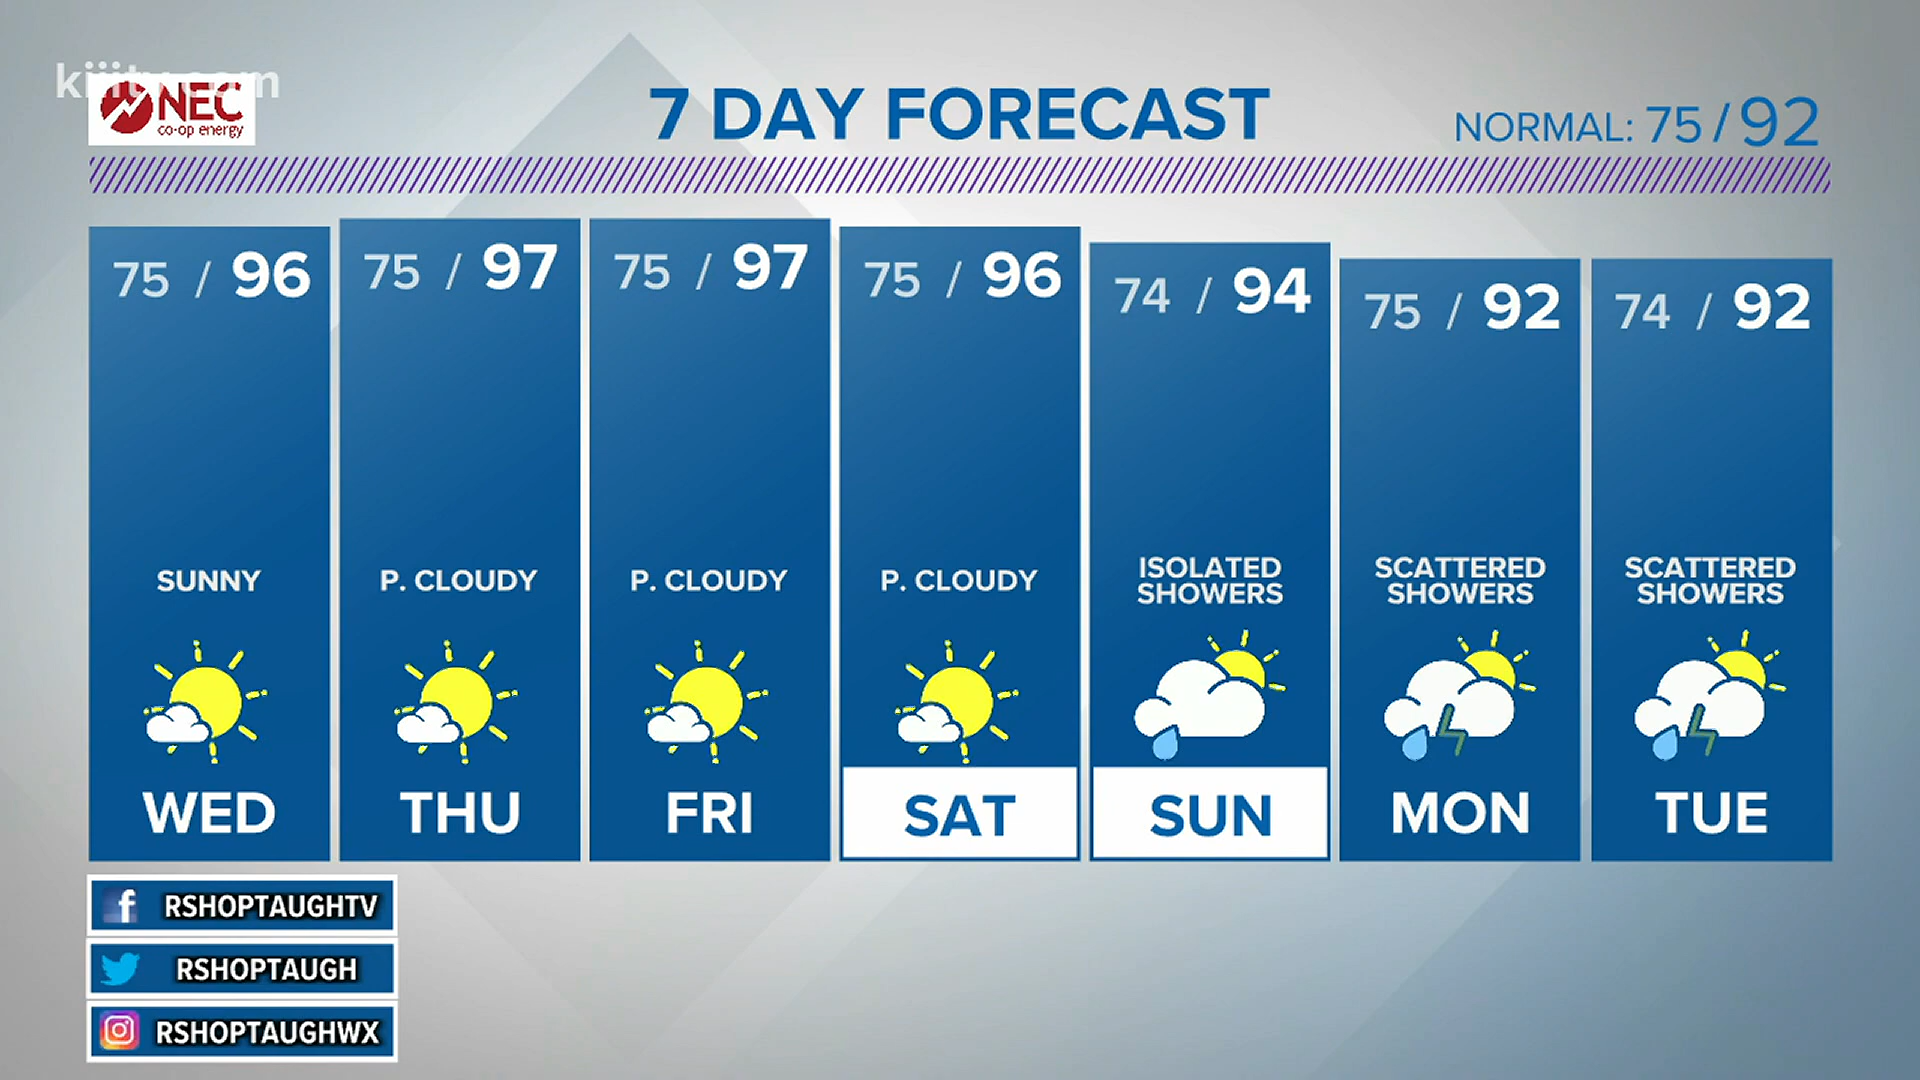 kiiitv.com
NEC
co-op energy
7 DAY FORECAST
NORMAL: 75/92
75 / 96
75 / 97
75 / 97
75 / 96
74 / 94
75 / 92
74 / 92
SUNNY
P. CLOUDY
P. CLOUDY
P. CLOUDY
ISOLATED
SHOWERS
SCATTERED
SHOWERS
SCATTERED
SHOWERS
WED
THU
FRI
SAT
SUN
MON
TUE
RSHOPTAUGHTV
RSHOPTAUGH
RSHOPTAUGHWX